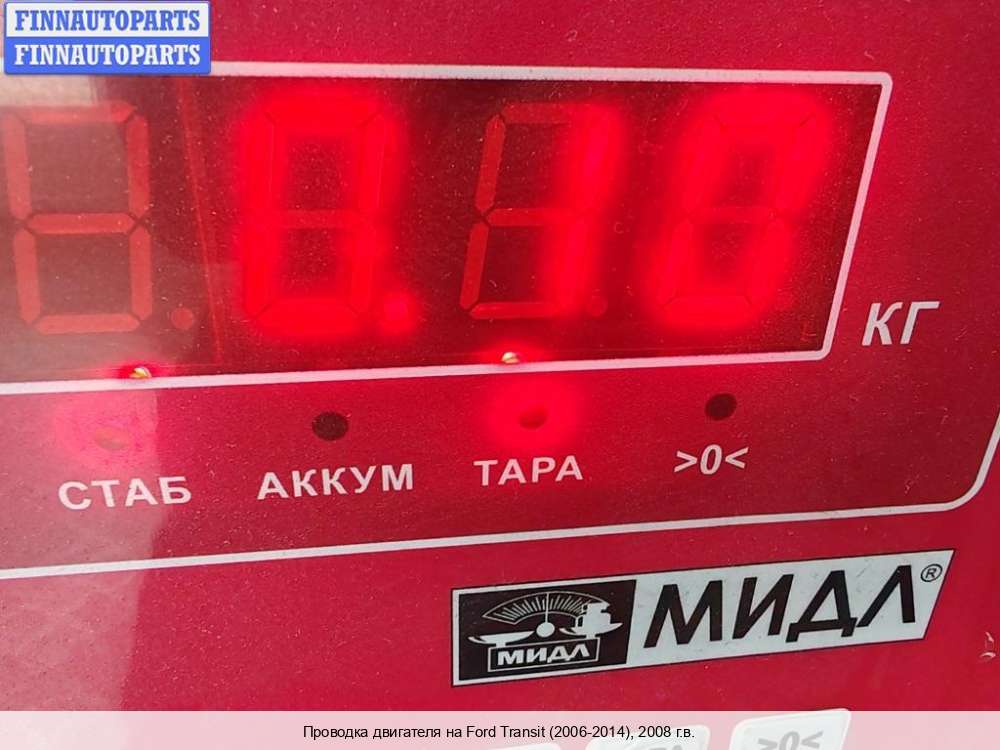 FINNAUTOPARTS
FINNAUTOPARTS
0.10
КГ
СТАБ
АККУМ
ТАРА
>0<
МИДЛ
МИДЛ®
Проводка двигателя на Ford Transit (2006-2014), 2008 г.в.
>0<